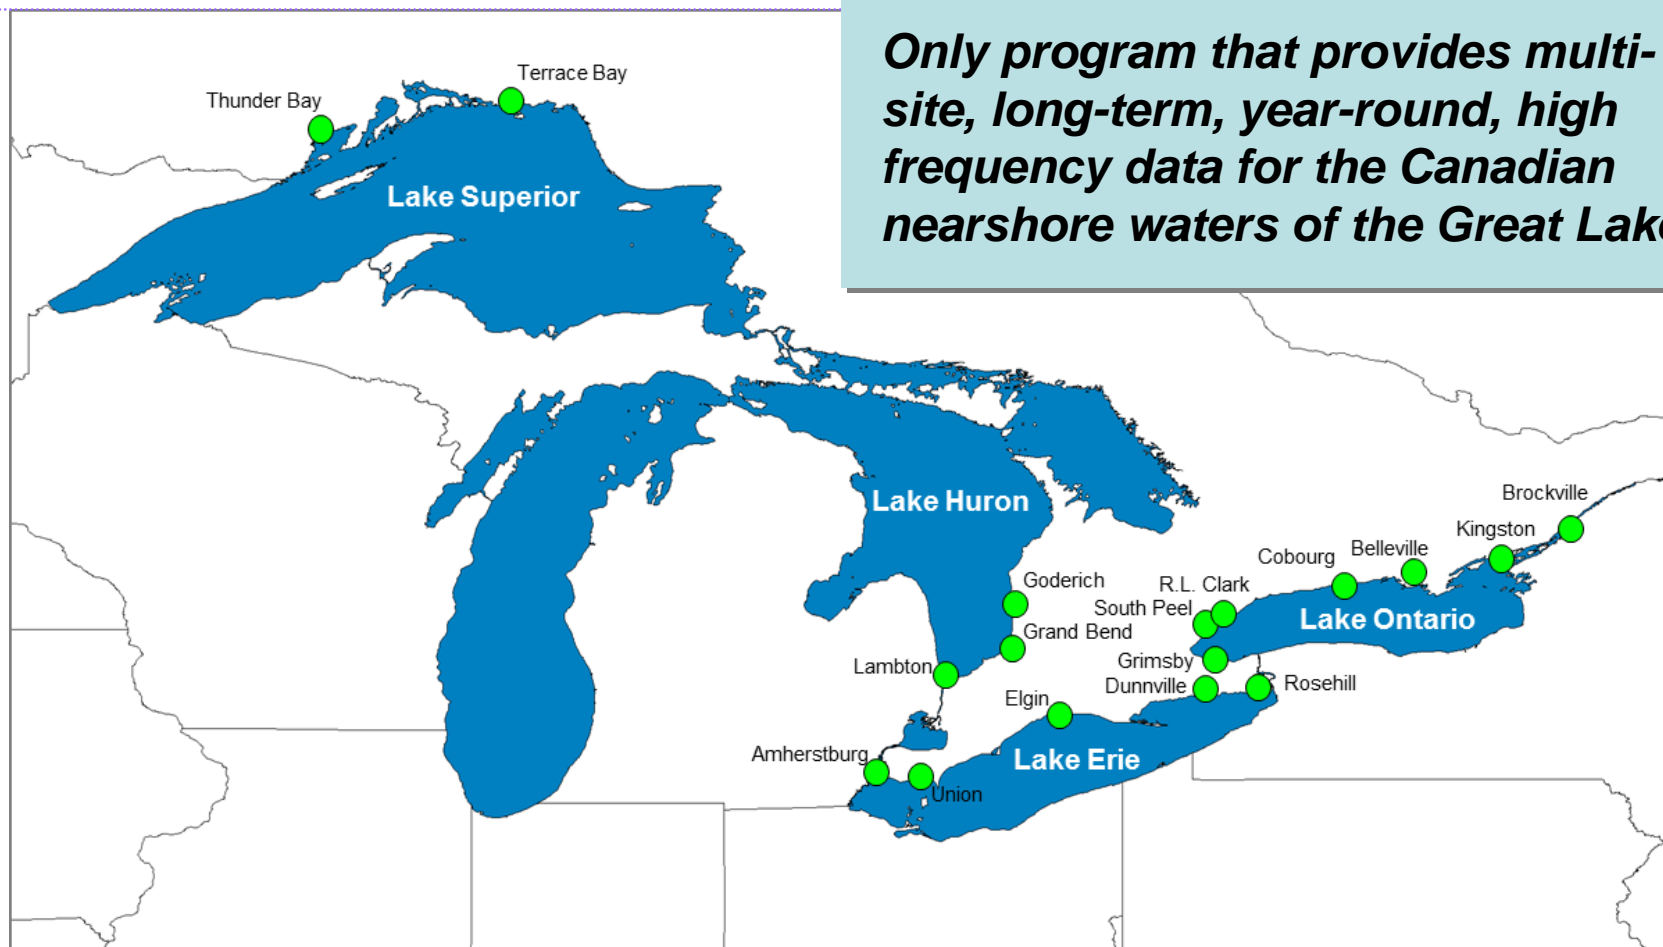 Only program that provides multi-
site, long-term, year-round, high
frequency data for the Canadian
nearshore waters of the Great Lake
Terrace Bay
Thunder Bay
Lake Superior
Lake Huron
Brockville
Kingston
Belleville
Cobourg
Goderich
R.L. Clark
South Peel
Lake Ontario
Grand Bend
Grimsby
Lambton
Dunnville
Rosehill
Elgin
Amherstburg
Lake Erie
Union